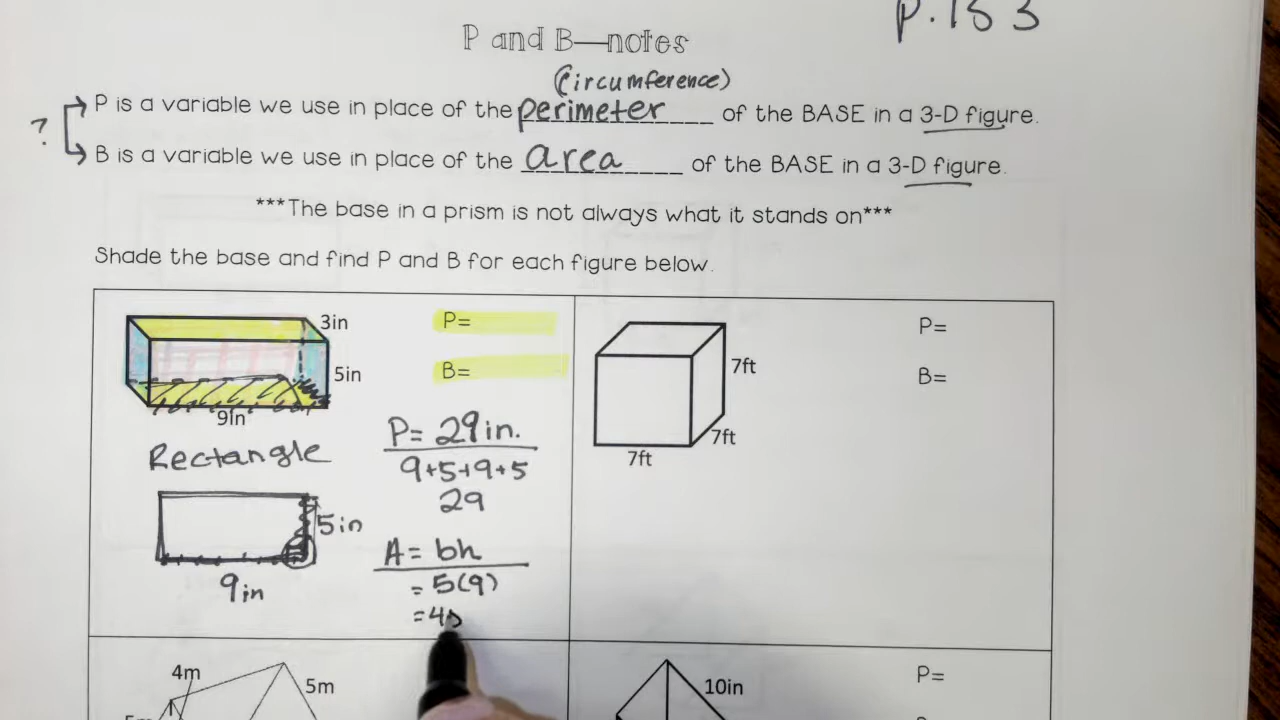 p. 153
P and B—notes
(circumference)
? P is a variable we use in place of the perimeter of the BASE in a 3-D figure.
B is a variable we use in place of the area of the BASE in a 3-D figure.
***The base in a prism is not always what it stands on***
Shade the base and find P and B for each figure below.
3in
5in
9in
P=
B=
Rectangle
5in
9in
P= 29in.
9+5+9+5
29
A = bh
= 5(9)
= 45
7ft
7ft
7ft
P=
B=
4m
5m
10in
P=